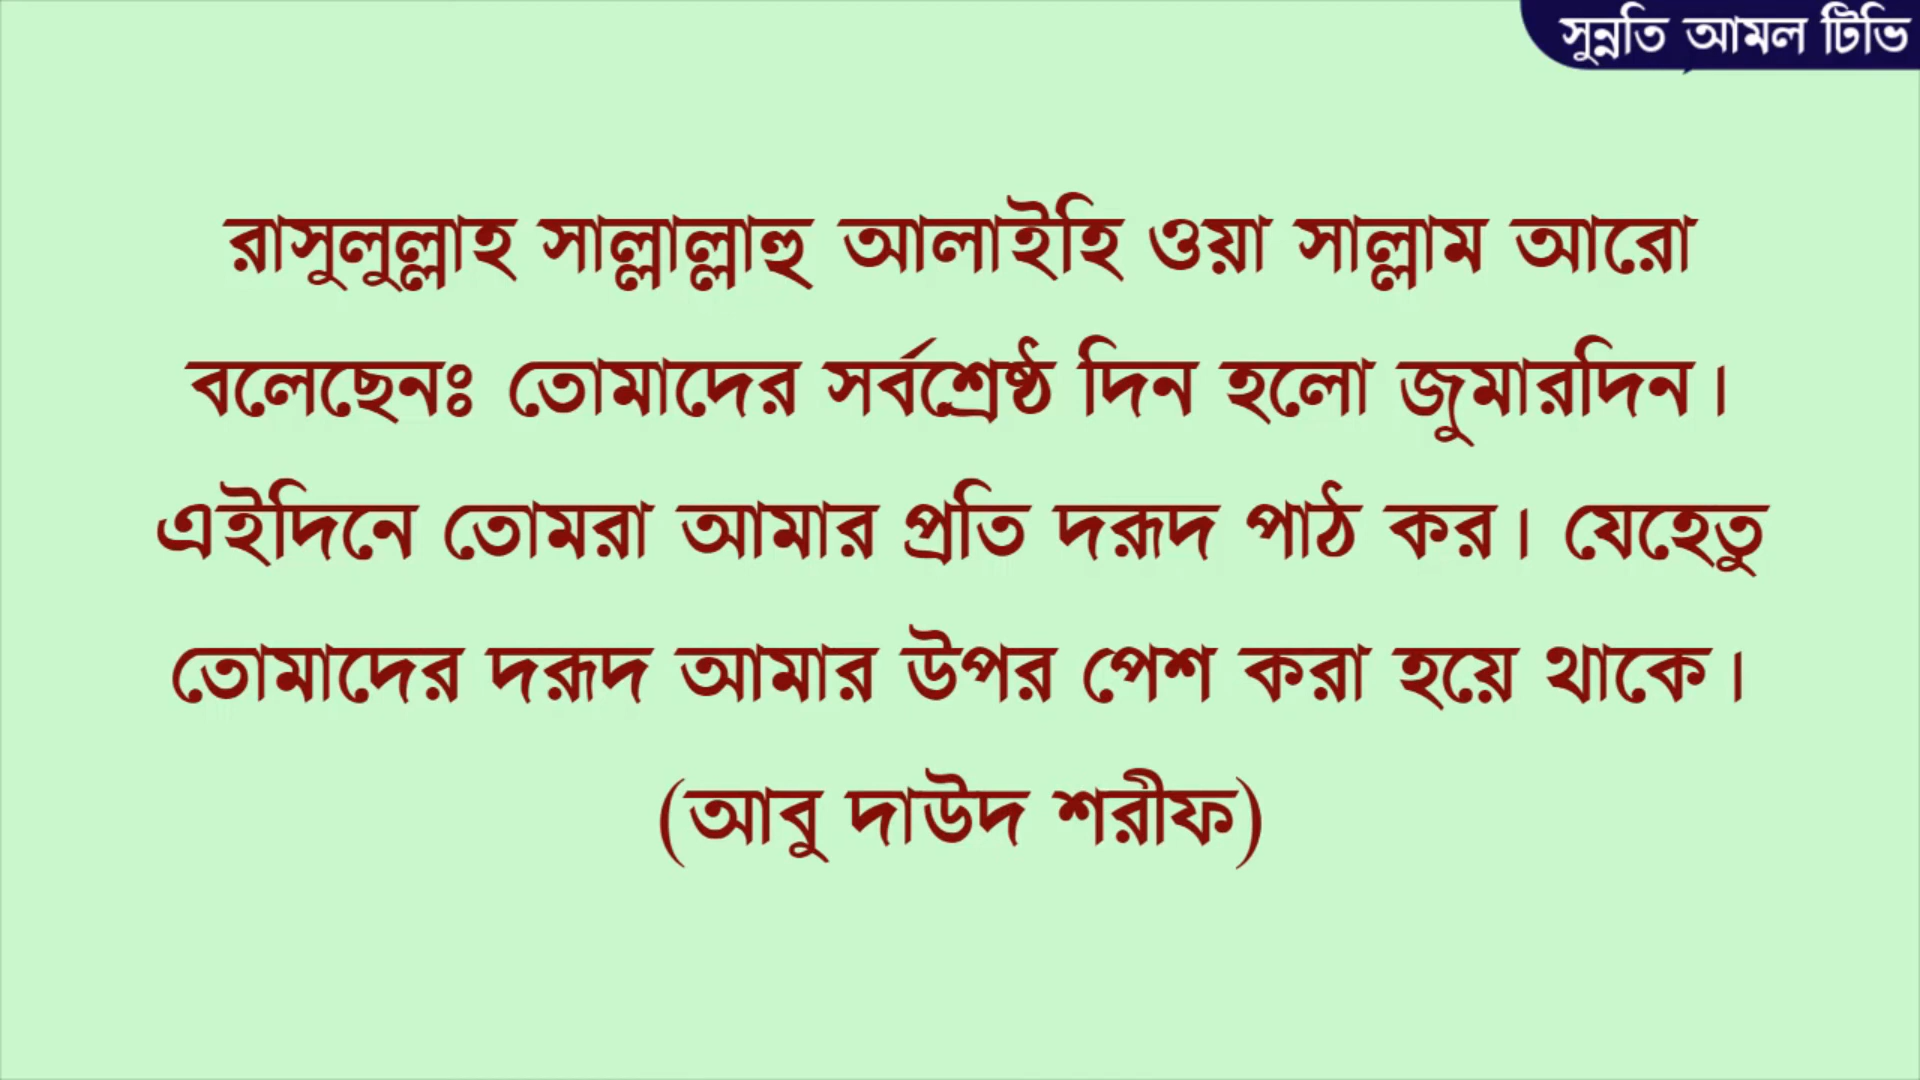 সুন্নতি আমল টিভি
রাসুলুল্লাহ সাল্লাল্লাহু আলাইহি ওয়া সাল্লাম আরো
বলেছেনঃ তোমাদের সর্বশ্রেষ্ঠ দিন হলো জুমারদিন।
এইদিনে তোমরা আমার প্রতি দরূদ পাঠ কর। যেহেতু
তোমাদের দরূদ আমার উপর পেশ করা হয়ে থাকে।
(আবু দাউদ শরীফ)